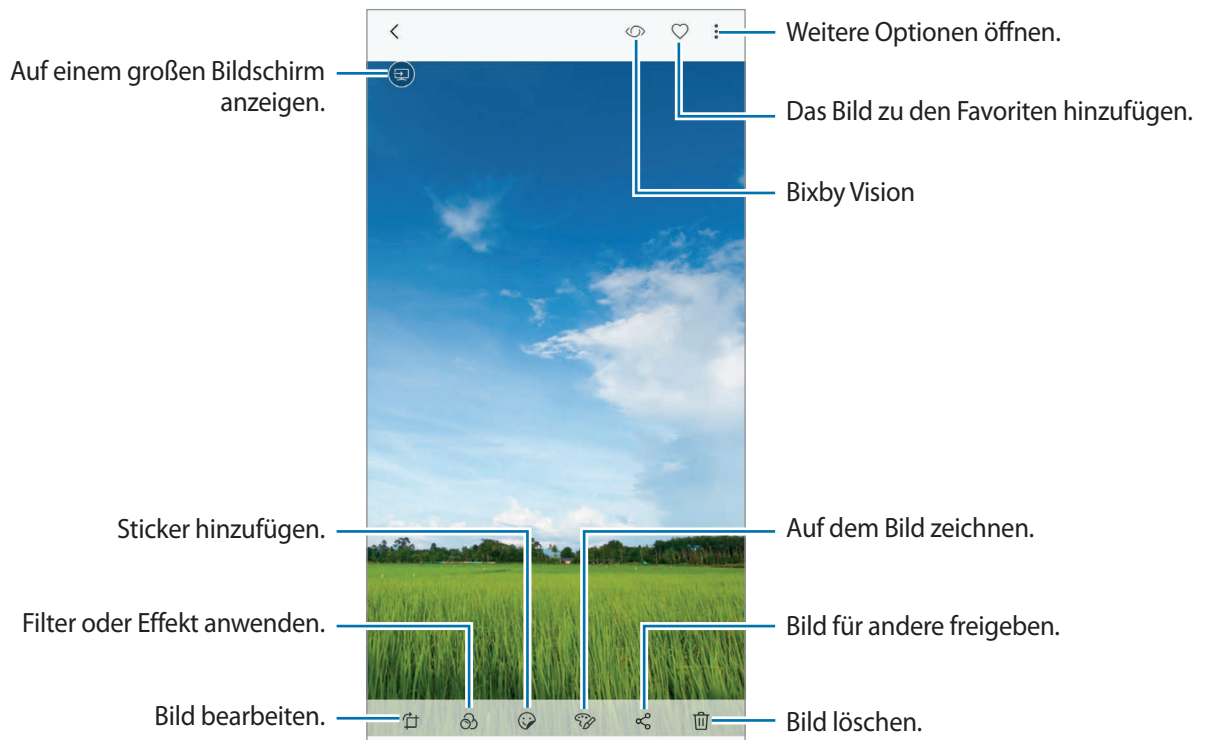 Weitere Optionen öffnen.
Auf einem großen Bildschirm
anzeigen.
Das Bild zu den Favoriten hinzufügen.
Bixby Vision
Sticker hinzufügen.
Auf dem Bild zeichnen.
Filter oder Effekt anwenden.
Bild für andere freigeben.
Bild bearbeiten.
Bild löschen.